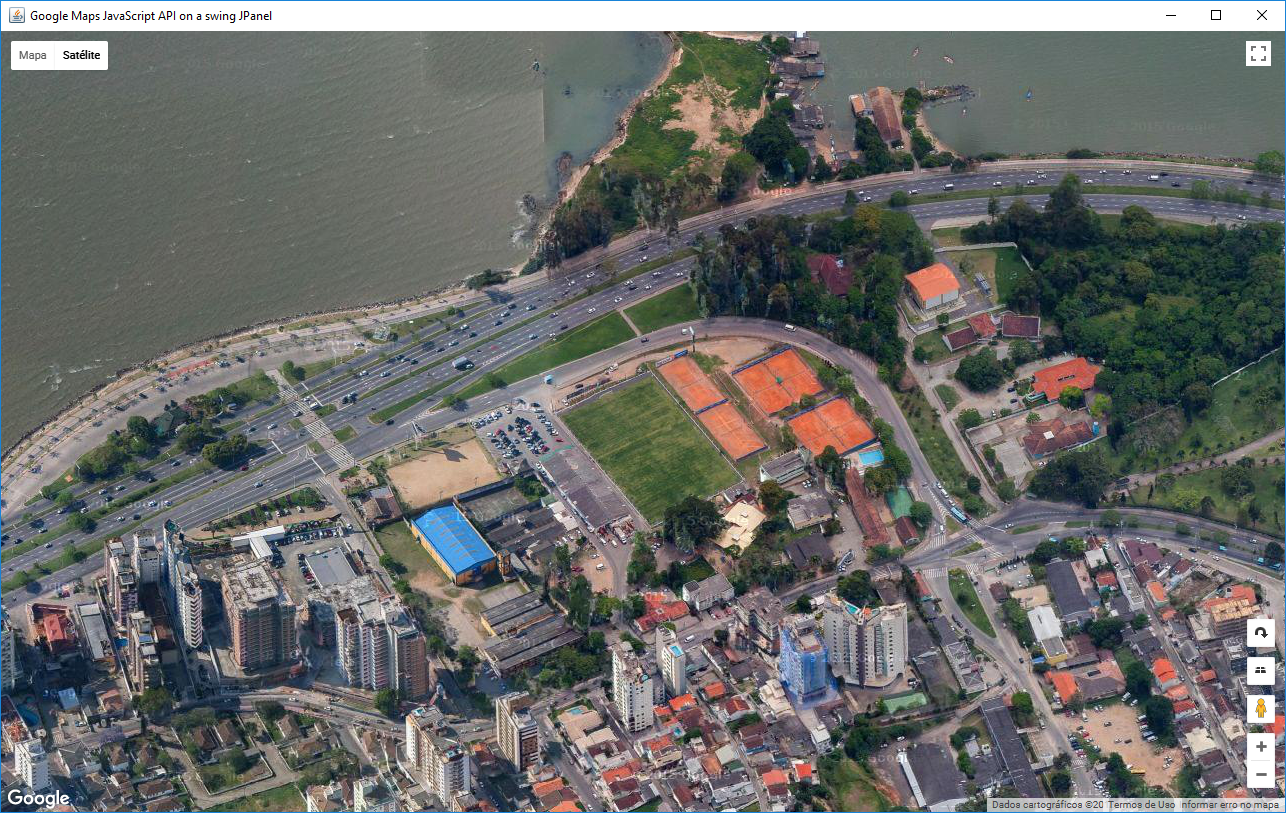 Google Maps JavaScript API on a swing JPanel
Mapa Satélite
Google
Dados cartográficos ©20 Termos de Uso Informar erro no mapa